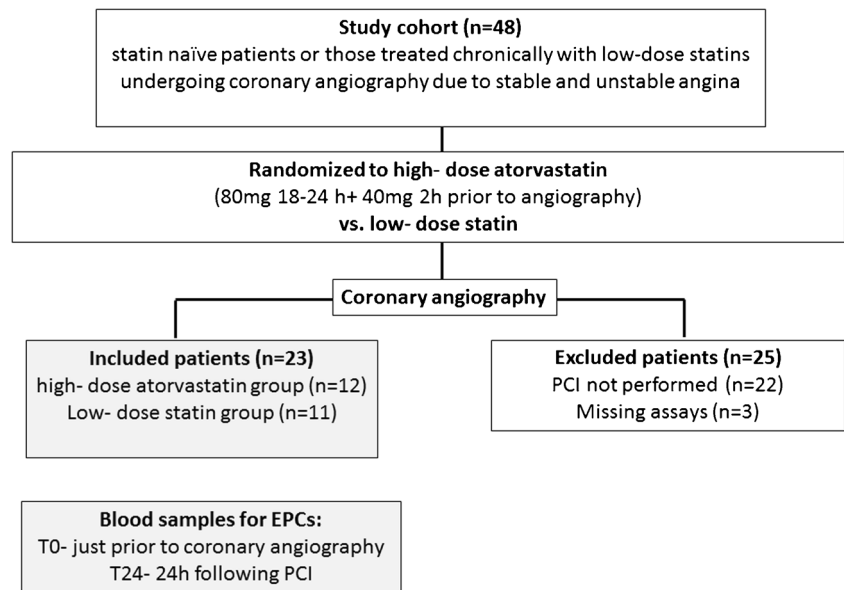 Study cohort (n=48)
statin naïve patients or those treated chronically with low-dose statins
undergoing coronary angiography due to stable and unstable angina
Randomized to high- dose atorvastatin
(80mg 18-24 h+ 40mg 2h prior to angiography)
vs. low- dose statin
Coronary angiography
Included patients (n=23)
high- dose atorvastatin group (n=12)
Low- dose statin group (n=11)
Excluded patients (n=25)
PCI not performed (n=22)
Missing assays (n=3)
Blood samples for EPCs:
T0- just prior to coronary angiography
T24- 24h following PCI